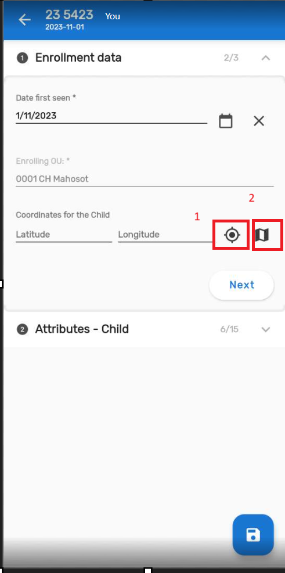 23 5423 You
2023-11-01
1 Enrollment data 2/3
Date first seen *
1/11/2023
Enrolling OU: *
0001 CH Mahosot
2
Coordinates for the Child 1
Latitude Longitude
Next
2 Attributes - Child 6/15